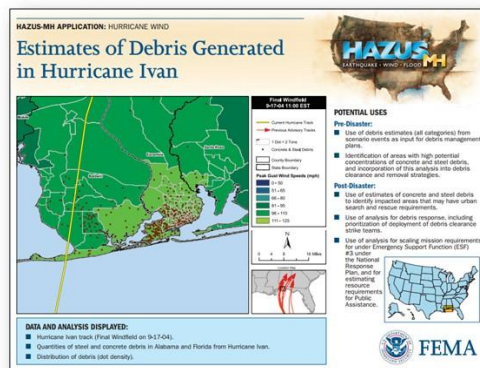 HAZUS-MH APPLICATION: HURRICANE WIND
Estimates of Debris Generated
in Hurricane Ivan
HAZUS
MH
EARTHQUAKE • WIND • FLOOD
Final Windfield
9-17-04 11:00 EST
Current Hurricane Track
Previous Advisory Tracks
1 Dot = 2 Tons
Concrete & Steel Debris
County Boundary
State Boundary
Peak Gust Wind Speeds (mph)
0 - 50
51 - 65
66 - 80
81 - 95
96 - 110
111 - 125
N
Location Map
POTENTIAL USES
Pre-Disaster:
Use of debris estimates (all categories) from
scenario events as input for debris management
plans.
Identification of areas with high potential
concentrations of concrete and steel debris,
and incorporation of this analysis into debris
clearance and removal strategies.
Post-Disaster:
Use of estimates of concrete and steel debris
to identify impacted areas that may have urban
search and rescue requirements.
Use of analysis for debris response, including
prioritization of deployment of debris clearance
strike teams.
Use of analysis for scaling mission requirements
for under Emergency Support Function (ESF)
#3 under
the National
Response
Plan, and for
estimating
resource
requirements
for Public
Assistance.
DATA AND ANALYSIS DISPLAYED:
Hurricane Ivan track (Final Windfield on 9-17-04).
Quantities of steel and concrete debris in Alabama and Florida from Hurricane Ivan.
Distribution of debris (dot density).
FEMA